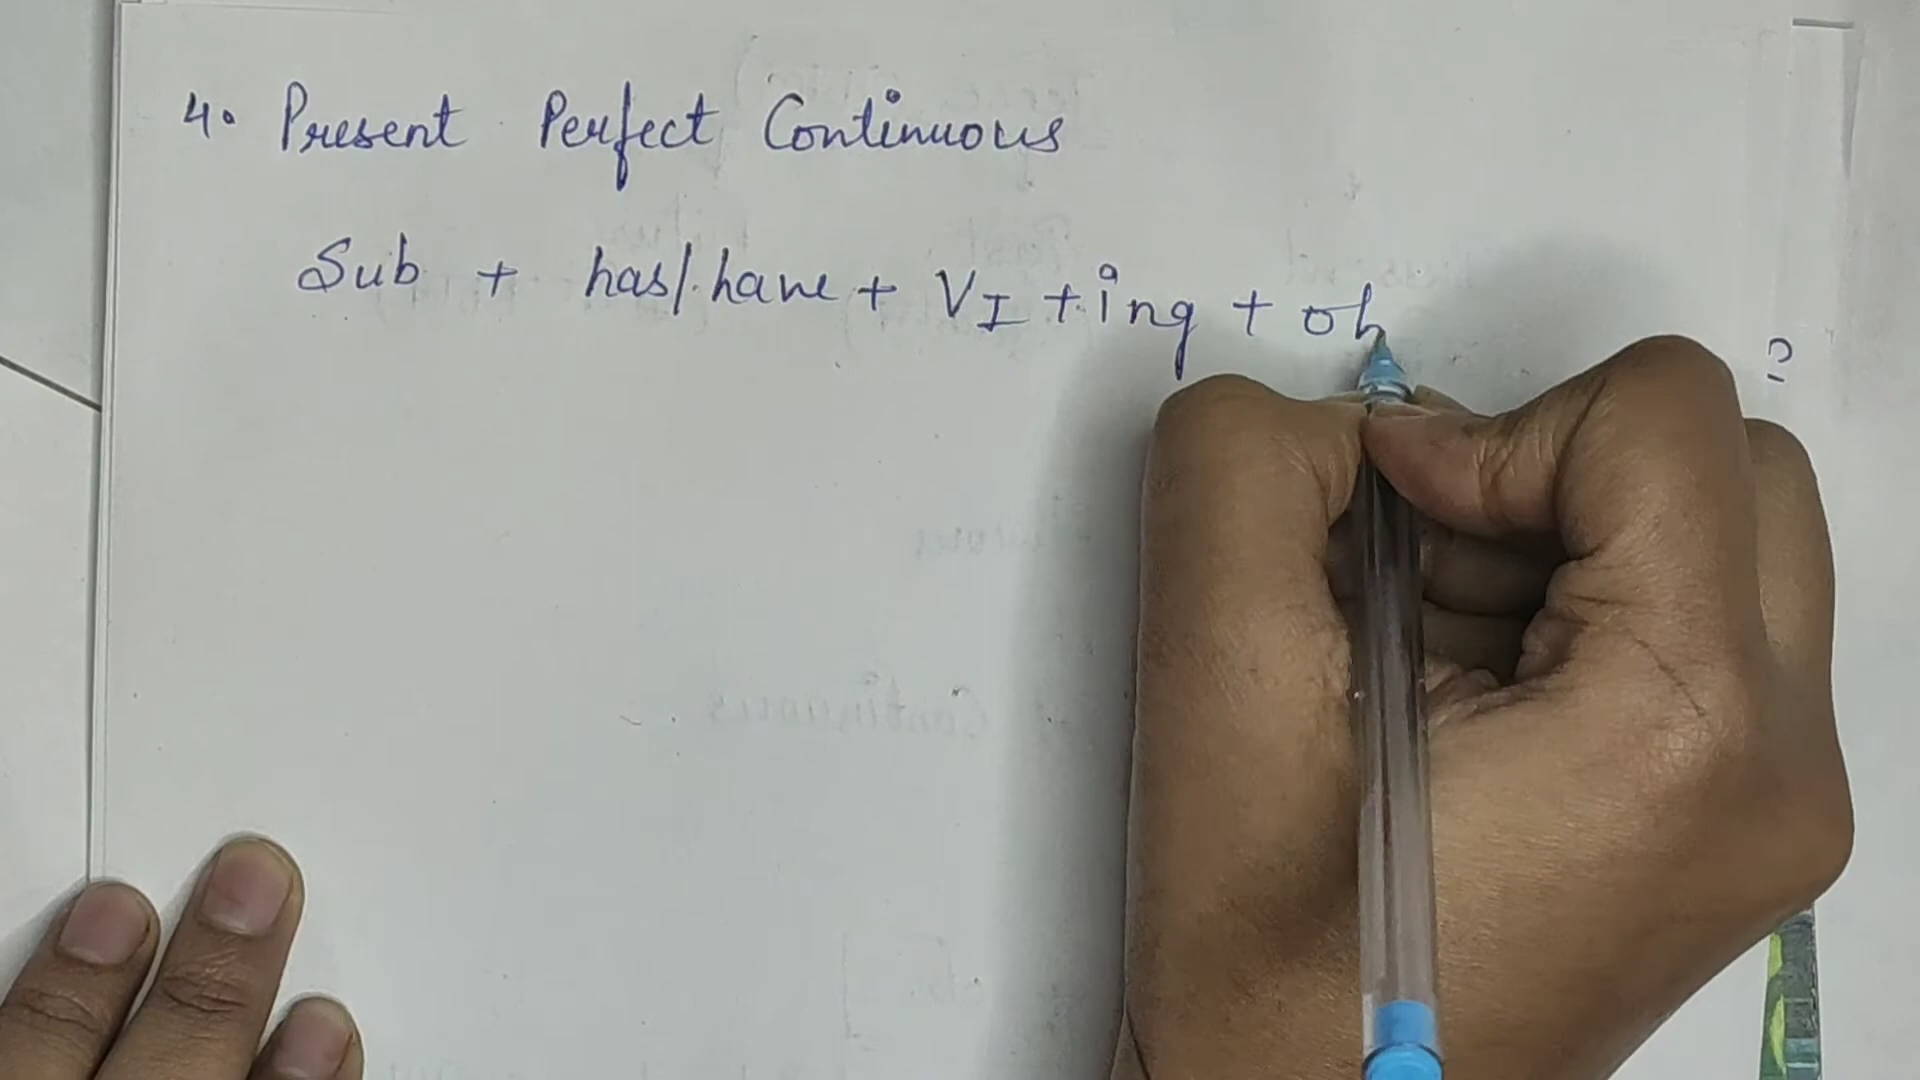 4. Present Perfect Continuous
Sub + has/have + VI + ing + ob